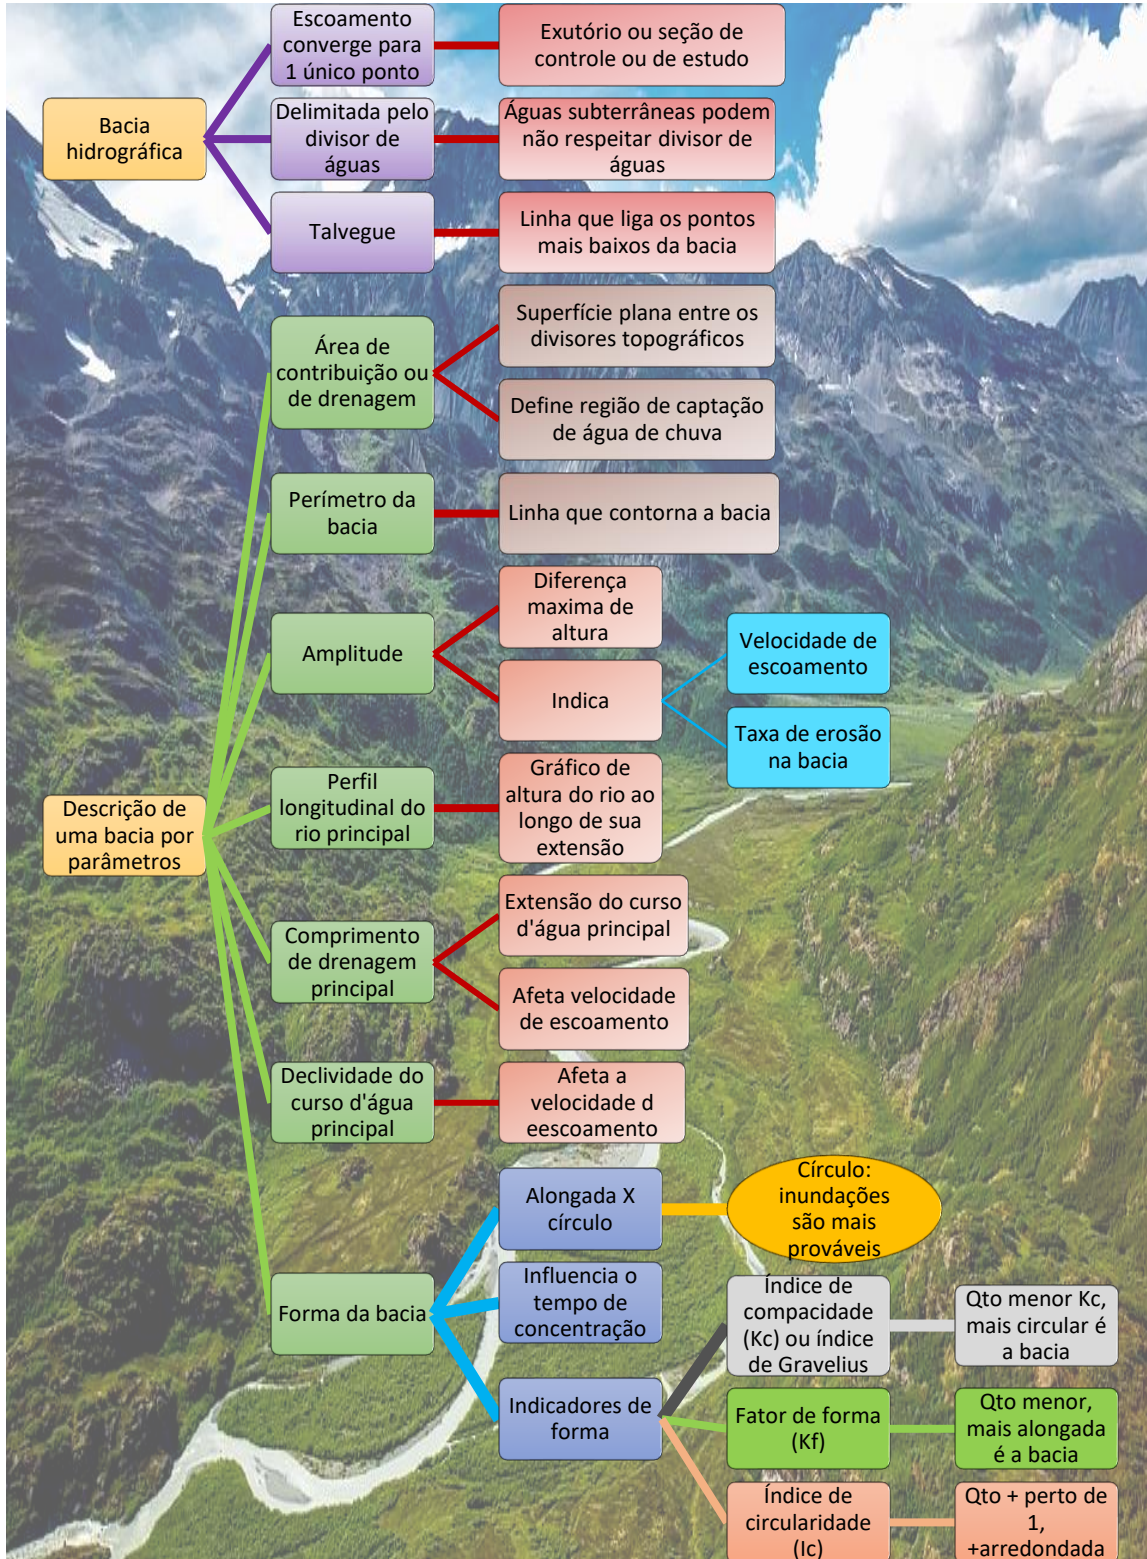 Bacia
hidrográfica
Escoamento
converge para
1 único ponto
Exutório ou seção de
controle ou de estudo
Delimitada pelo
divisor de
águas
Águas subterrâneas podem
não respeitar divisor de
águas
Talvegue
Linha que liga os pontos
mais baixos da bacia
Descrição de
uma bacia por
parâmetros
Área de
contribuição ou
de drenagem
Superfície plana entre os
divisores topográficos
Define região de captação
de água de chuva
Perímetro da
bacia
Linha que contorna a bacia
Amplitude
Diferença
maxima de
altura
Indica
Velocidade de
escoamento
Taxa de erosão
na bacia
Perfil
longitudinal do
rio principal
Gráfico de
altura do rio ao
longo de sua
extensão
Comprimento
de drenagem
principal
Extensão do curso
d'água principal
Afeta velocidade
de escoamento
Declividade do
curso d'água
principal
Afeta a
velocidade d
eescoamento
Forma da bacia
Alongada X
círculo
Círculo:
inundações
são mais
prováveis
Influencia o
tempo de
concentração
Indicadores de
forma
Índice de
compacidade
(Kc) ou índice
de Gravelius
Qto menor Kc,
mais circular é
a bacia
Fator de forma
(Kf)
Qto menor,
mais alongada
é a bacia
Índice de
circularidade
(Ic)
Qto + perto de
1,
+arredondada